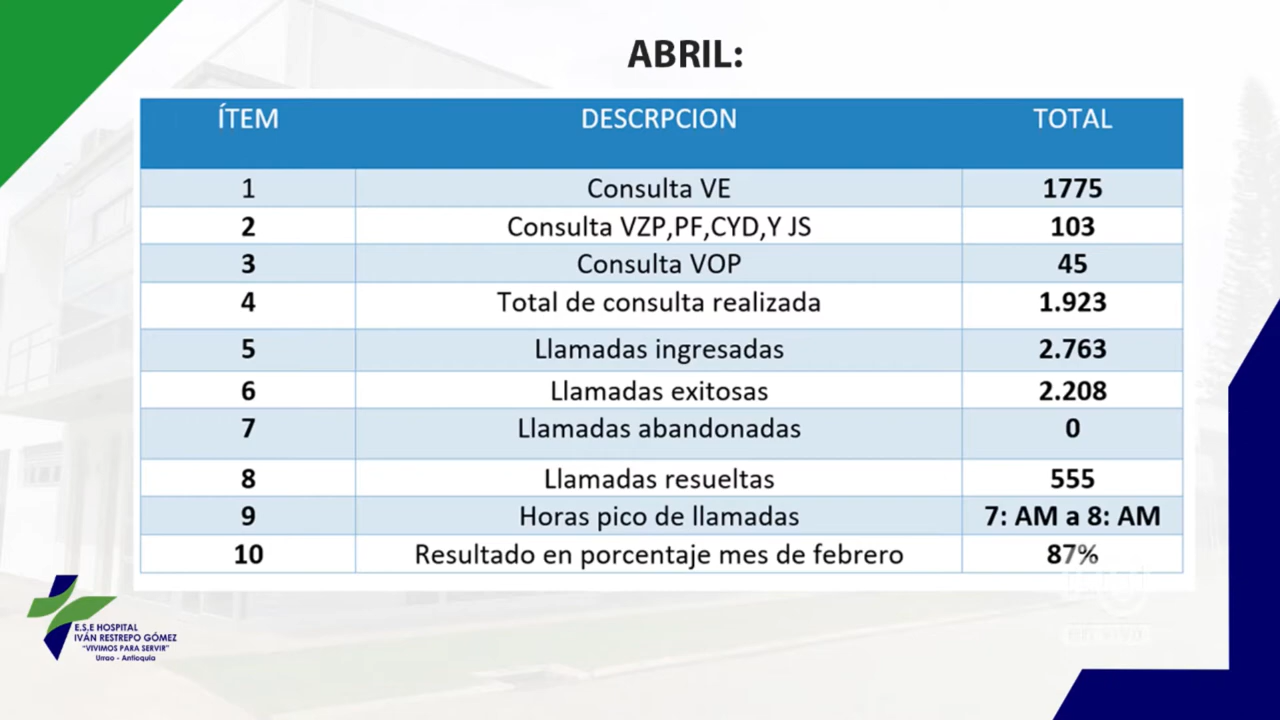 ABRIL:
ÍTEM DESCRPCION TOTAL
1 Consulta VE 1775
2 Consulta VZP,PF,CYD,Y JS 103
3 Consulta VOP 45
4 Total de consulta realizada 1.923
5 Llamadas ingresadas 2.763
6 Llamadas exitosas 2.208
7 Llamadas abandonadas 0
8 Llamadas resueltas 555
9 Horas pico de llamadas 7: AM a 8: AM
10 Resultado en porcentaje mes de febrero 87%
E.S.E HOSPITAL
IVÁN RESTREPO GÓMEZ
"VIVIMOS PARA SERVIR"
Urrao - Antioquia